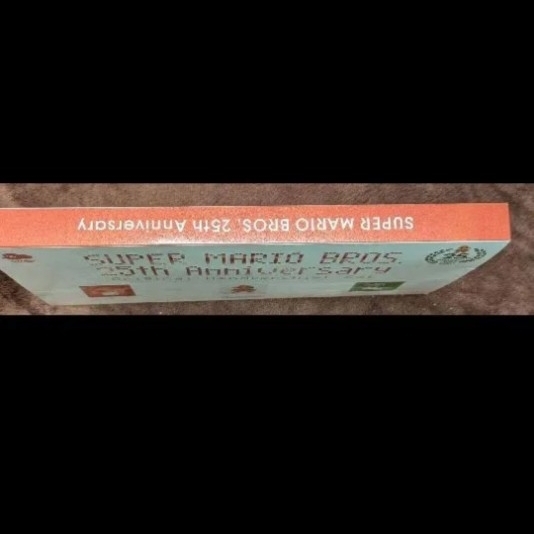 SUPER MARIO BROS. 25th Anniversary
SUPER MARIO BROS.
25th Anniversary